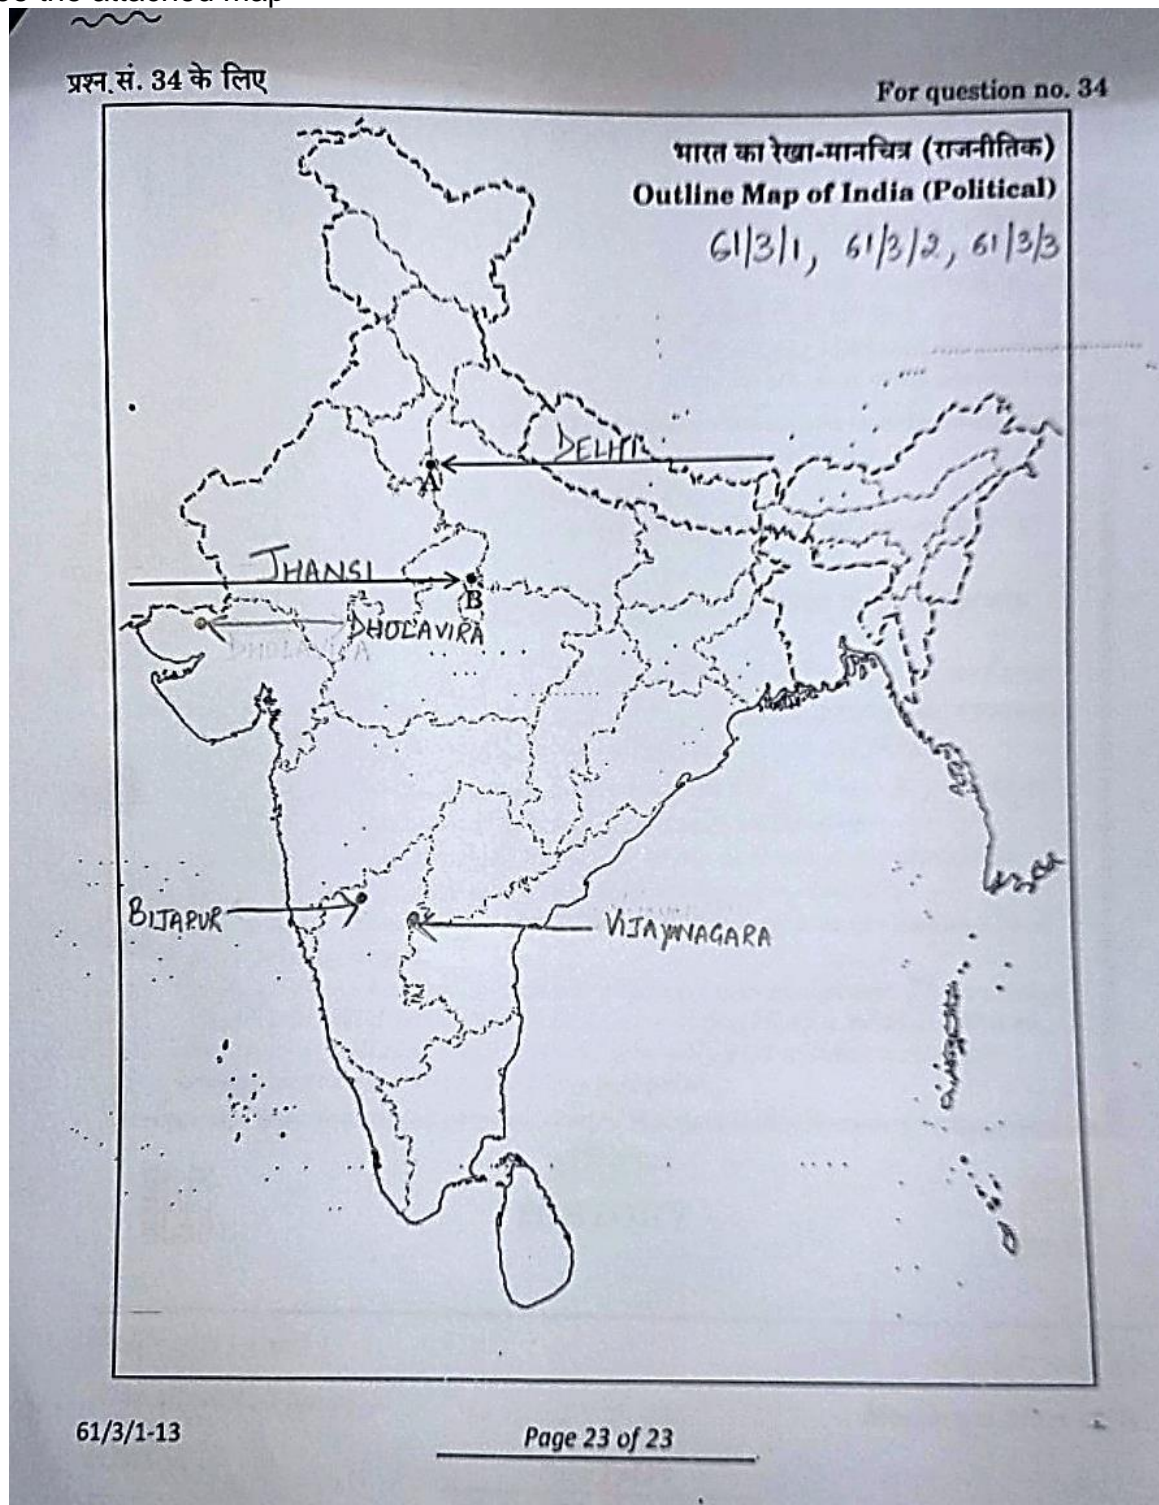 प्रश्न सं. 34 के लिए
For question no. 34
भारत का रेखा-मानचित्र (राजनीतिक)
Outline Map of India (Political)
61/3/1, 61/3/2, 61/3/3
DELHI
A
JHANSI
B
DHOLAVIRA
BIJAPUR
VIJAYNAGARA
61/3/1-13
Page 23 of 23